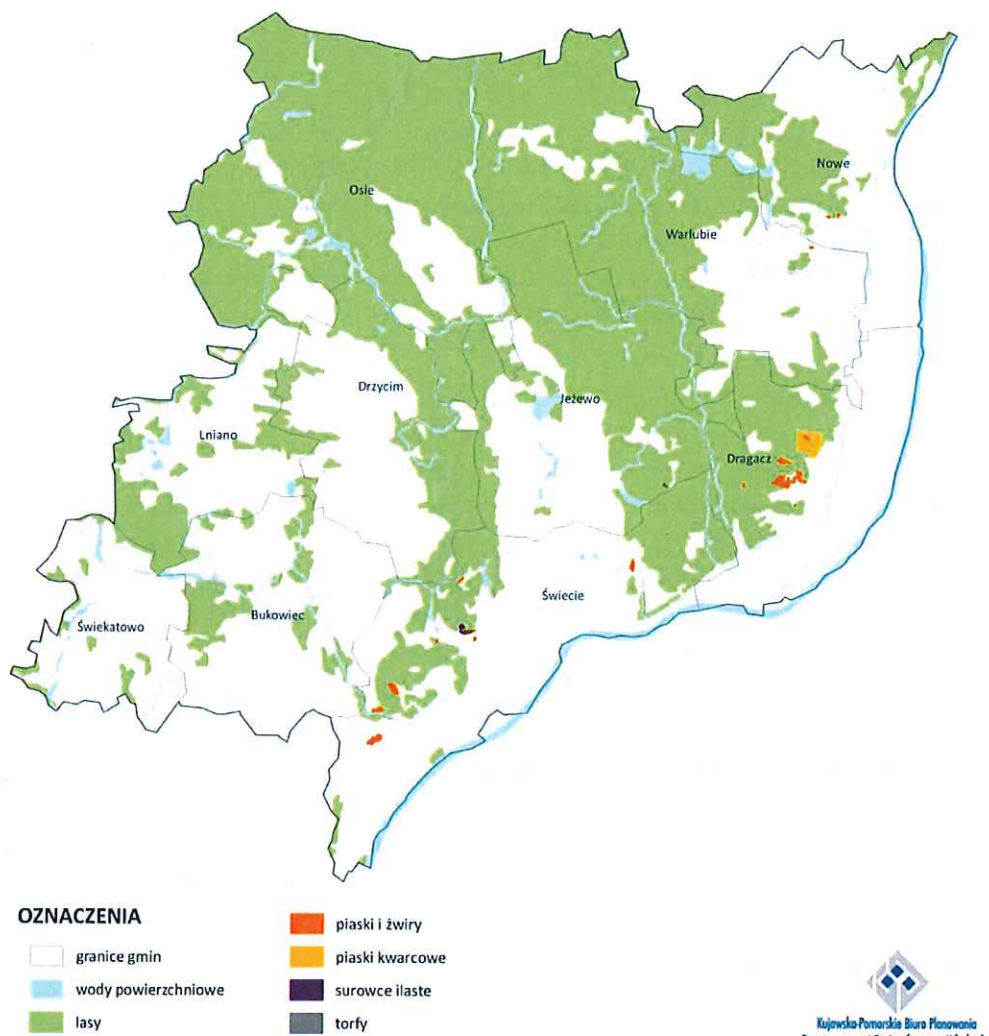 Nowe
Osie
Warlubie
Drzycim
Jeżewo
Lniano
Dragacz
Świecie
Bukowiec
Świekatowo
OZNACZENIA
granice gmin
wody powierzchniowe
lasy
piaski i żwiry
piaski kwarcowe
surowce ilaste
torfy
Kujawsko-Pomorskie Biuro Planowania